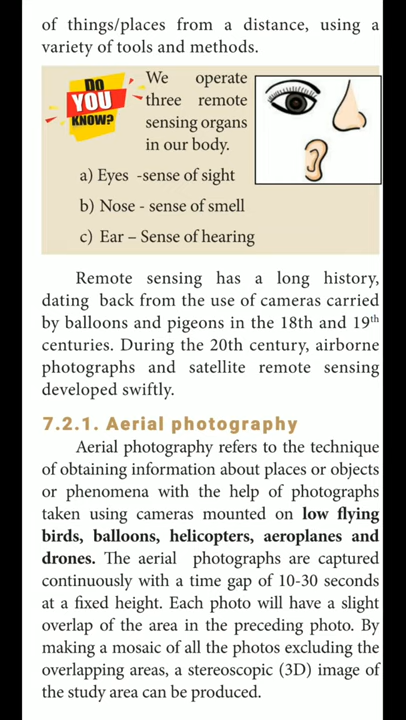 of things/places from a distance, using a
variety of tools and methods.
DO
YOU
KNOW?
We operate
three remote
sensing organs
in our body.
a) Eyes -sense of sight
b) Nose - sense of smell
c) Ear – Sense of hearing
Remote sensing has a long history,
dating back from the use of cameras carried
by balloons and pigeons in the 18th and 19th
centuries. During the 20th century, airborne
photographs and satellite remote sensing
developed swiftly.
7.2.1. Aerial photography
Aerial photography refers to the technique
of obtaining information about places or objects
or phenomena with the help of photographs
taken using cameras mounted on low flying
birds, balloons, helicopters, aeroplanes and
drones. The aerial photographs are captured
continuously with a time gap of 10-30 seconds
at a fixed height. Each photo will have a slight
overlap of the area in the preceding photo. By
making a mosaic of all the photos excluding the
overlapping areas, a stereoscopic (3D) image of
the study area can be produced.